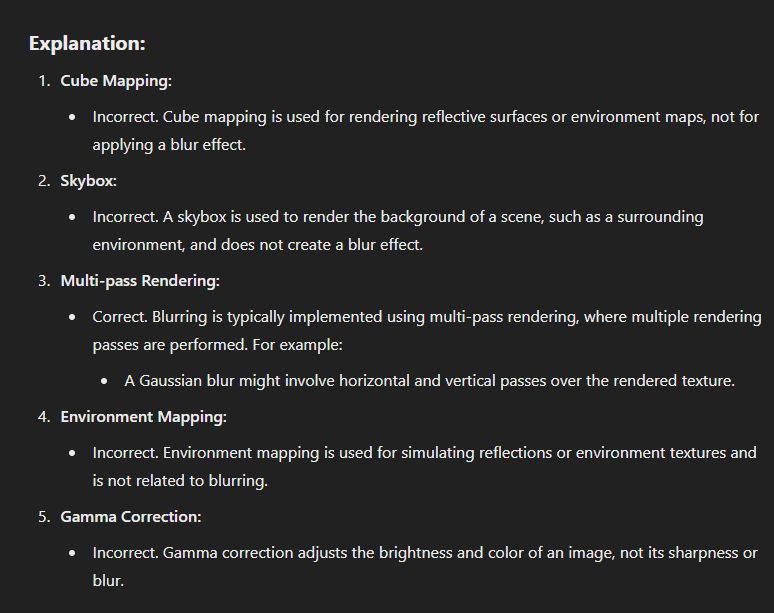 Explanation:
1. Cube Mapping:
• Incorrect. Cube mapping is used for rendering reflective surfaces or environment maps, not for
applying a blur effect.
2. Skybox:
• Incorrect. A skybox is used to render the background of a scene, such as a surrounding
environment, and does not create a blur effect.
3. Multi-pass Rendering:
• Correct. Blurring is typically implemented using multi-pass rendering, where multiple rendering
passes are performed. For example:
• A Gaussian blur might involve horizontal and vertical passes over the rendered texture.
4. Environment Mapping:
• Incorrect. Environment mapping is used for simulating reflections or environment textures and
is not related to blurring.
5. Gamma Correction:
• Incorrect. Gamma correction adjusts the brightness and color of an image, not its sharpness or
blur.